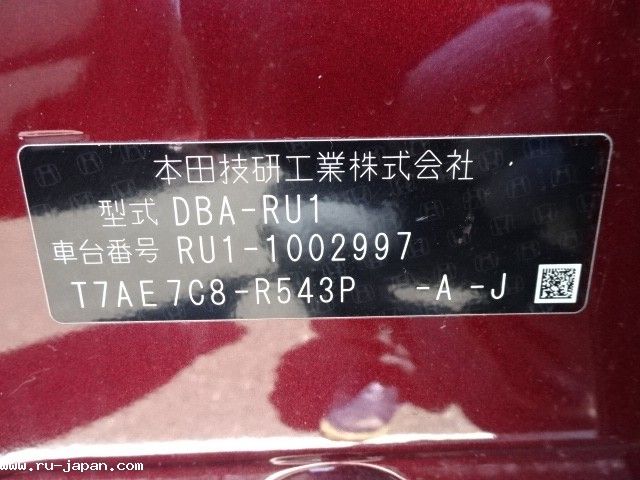 本田技研工業株式会社
型式 DBA-RU1
車台番号 RU1-1002997
T7AE7C8-R543P -A -J
www.ru-japan.com